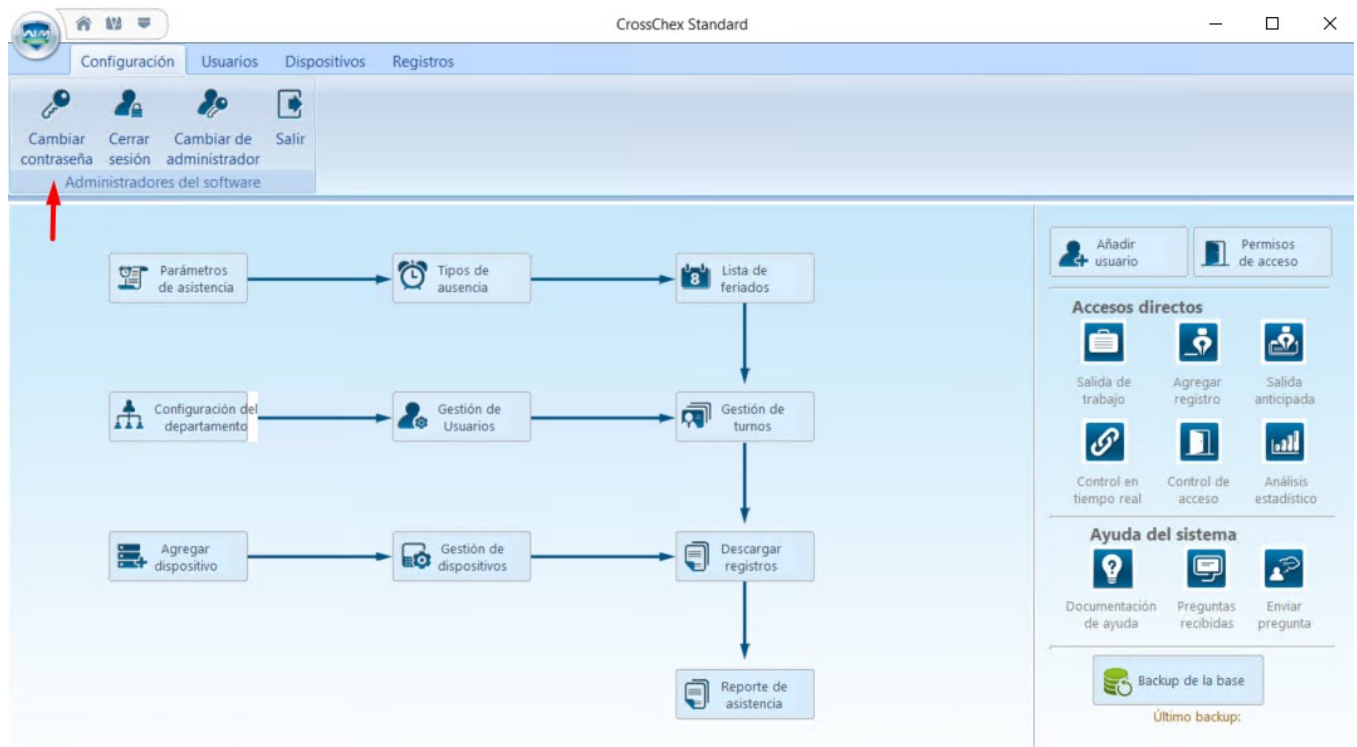 CrossChex Standard
Configuración
Usuarios
Dispositivos
Registros
Cambiar
contraseña
Cerrar
sesión
Cambiar de
administrador
Salir
Administradores del software
Parámetros
de asistencia
Tipos de
ausencia
Lista de
feriados
8
Configuración del
departamento
Gestión de
Usuarios
Gestión de
turnos
Agregar
dispositivo
Gestión de
dispositivos
Descargar
registros
Reporte de
asistencia
Añadir
usuario
Permisos
de acceso
Accesos directos
Salida de
trabajo
Agregar
registro
Salida
anticipada
Control en
tiempo real
Control de
acceso
Análisis
estadístico
Ayuda del sistema
Documentación
de ayuda
Preguntas
recibidas
Enviar
pregunta
Backup de la base
Último backup: